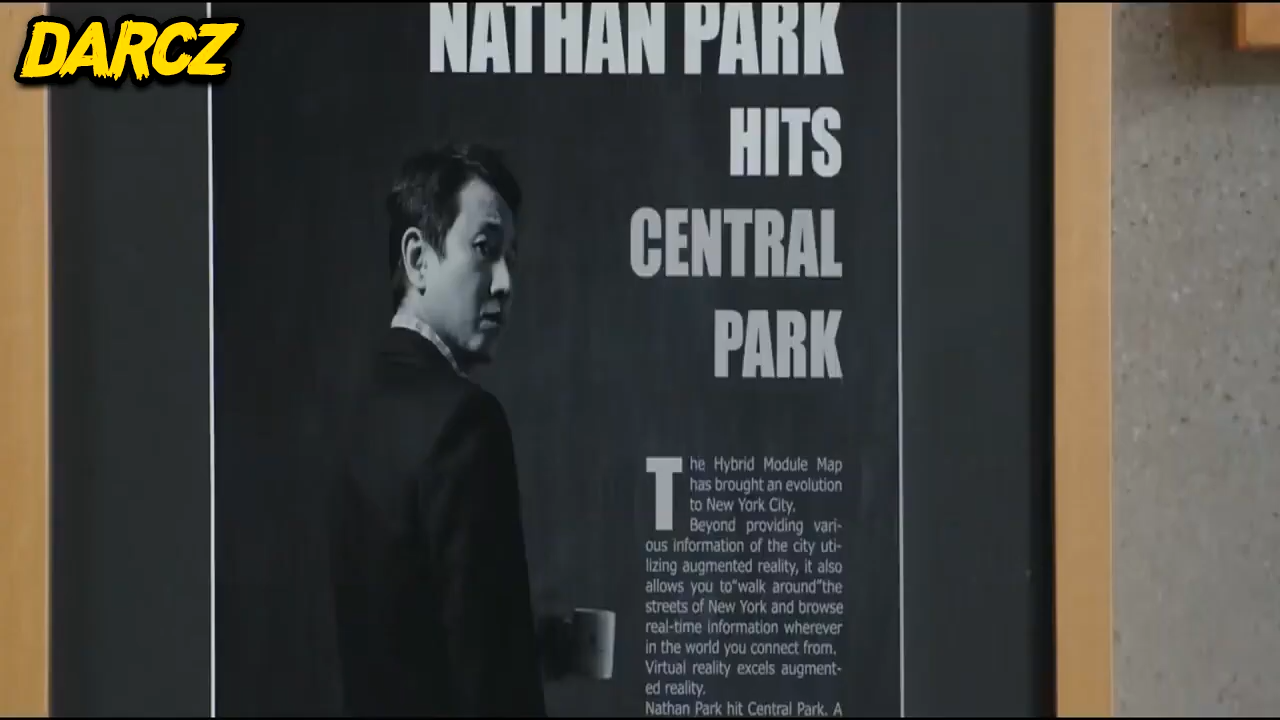 DARCZ
NATHAN PARK
HITS
CENTRAL
PARK
The Hybrid Module Map
has brought an evolution
to New York City.
Beyond providing vari-
ous information of the city uti-
lizing augmented reality, it also
allows you to“walk around”the
streets of New York and browse
real-time information wherever
in the world you connect from.
Virtual reality excels augment-
ed reality.
Nathan Park hit Central Park. A